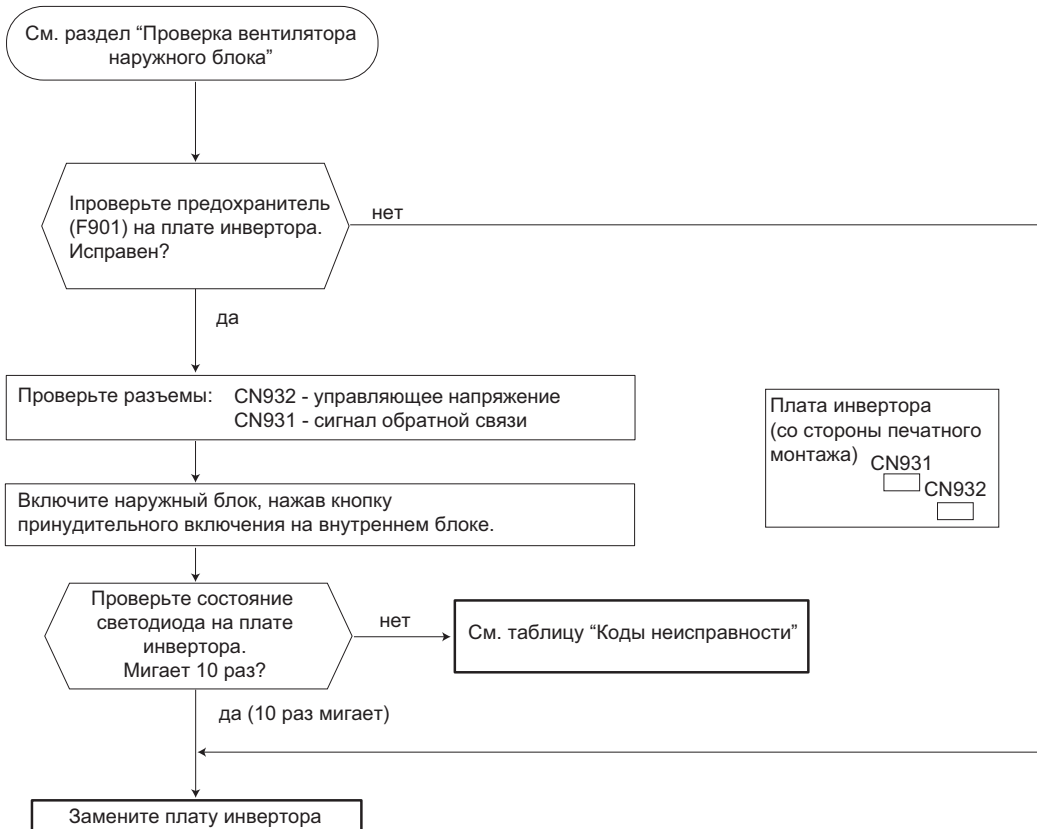 См. раздел “Проверка вентилятора
наружного блока”
Iпроверьте предохранитель
(F901) на плате инвертора.
Исправен?
нет
да
Проверьте разъемы: CN932 - управляющее напряжение
CN931 - сигнал обратной связи
Плата инвертора
(со стороны печатного
монтажа)
CN931
CN932
Включите наружный блок, нажав кнопку
принудительного включения на внутреннем блоке.
Проверьте состояние
светодиода на плате
инвертора.
Мигает 10 раз?
нет
См. таблицу “Коды неисправности”
да (10 раз мигает)
Замените плату инвертора